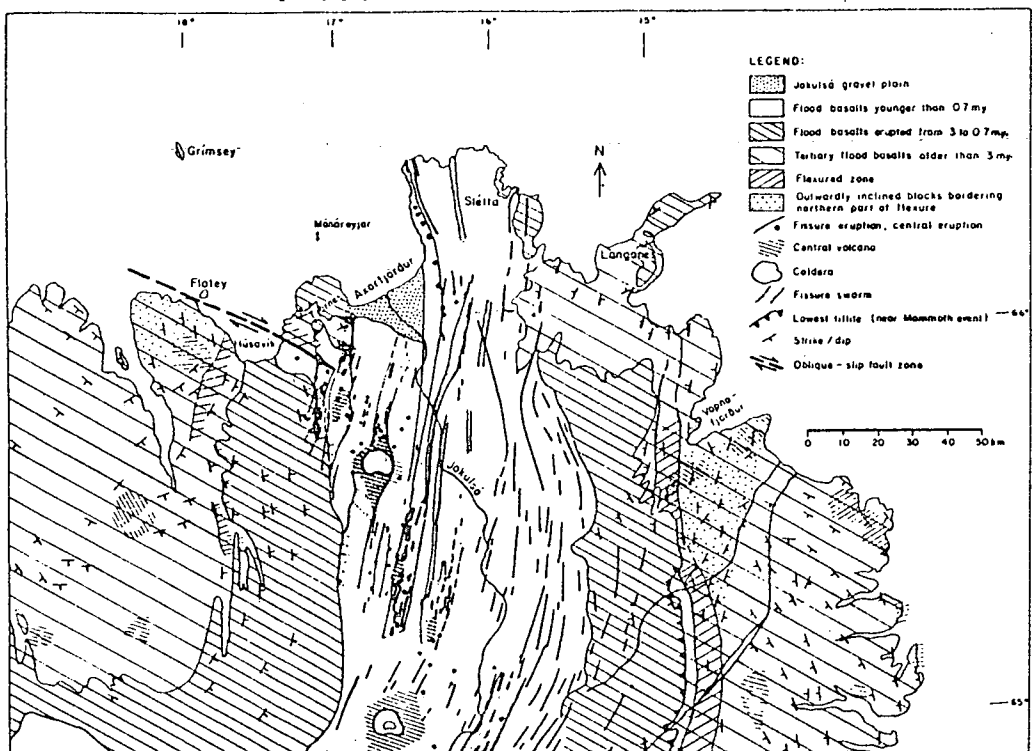 18° 17° 16° 15°
LEGEND:
Jökulsá gravel plain
Flood basalts younger than 0.7 my
Flood basalts erupted from 3 to 0.7 my.
Tertiary flood basalts older than 3 my.
Flexured zone
Outwardly inclined blocks bordering
northern part of flexure
Fissure eruption, central eruption
Central volcano
Caldera
Fissure swarm
Lowest tillite (near Mammoth event)
Strike/dip
Oblique-slip fault zone
66°
0 10 20 30 40 50 km
65°
Grímsey
N
Slétta
Mánáreyjar
Langanes
Axarfjördur
Flatey
Húsavík
Vopna-
fjördur
Jökulsá